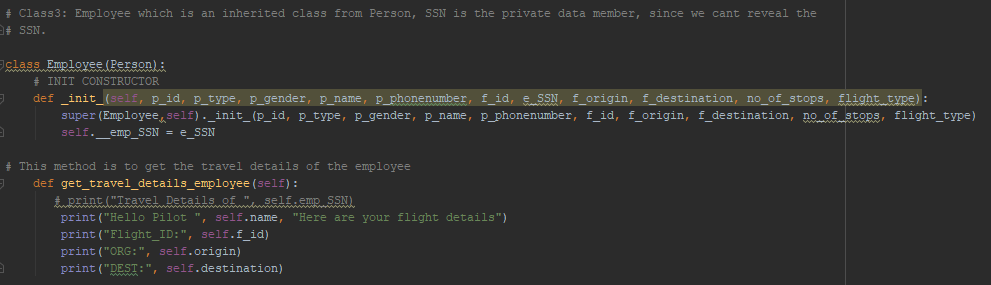 # Class3: Employee which is an inherited class from Person, SSN is the private data member, since we cant reveal the
# SSN.
class Employee(Person):
# INIT CONSTRUCTOR
def _init_(self, p_id, p_type, p_gender, p_name, p_phonenumber, f_id, e_SSN, f_origin, f_destination, no_of_stops, flight_type):
super(Employee,self)._init_(p_id, p_type, p_gender, p_name, p_phonenumber, f_id, f_origin, f_destination, no_of_stops, flight_type)
self.__emp_SSN = e_SSN
# This method is to get the travel details of the employee
def get_travel_details_employee(self):
# print("Travel Details of ", self.emp_SSN)
print("Hello Pilot ", self.name, "Here are your flight details")
print("Flight_ID:", self.f_id)
print("ORG:", self.origin)
print("DEST:", self.destination)